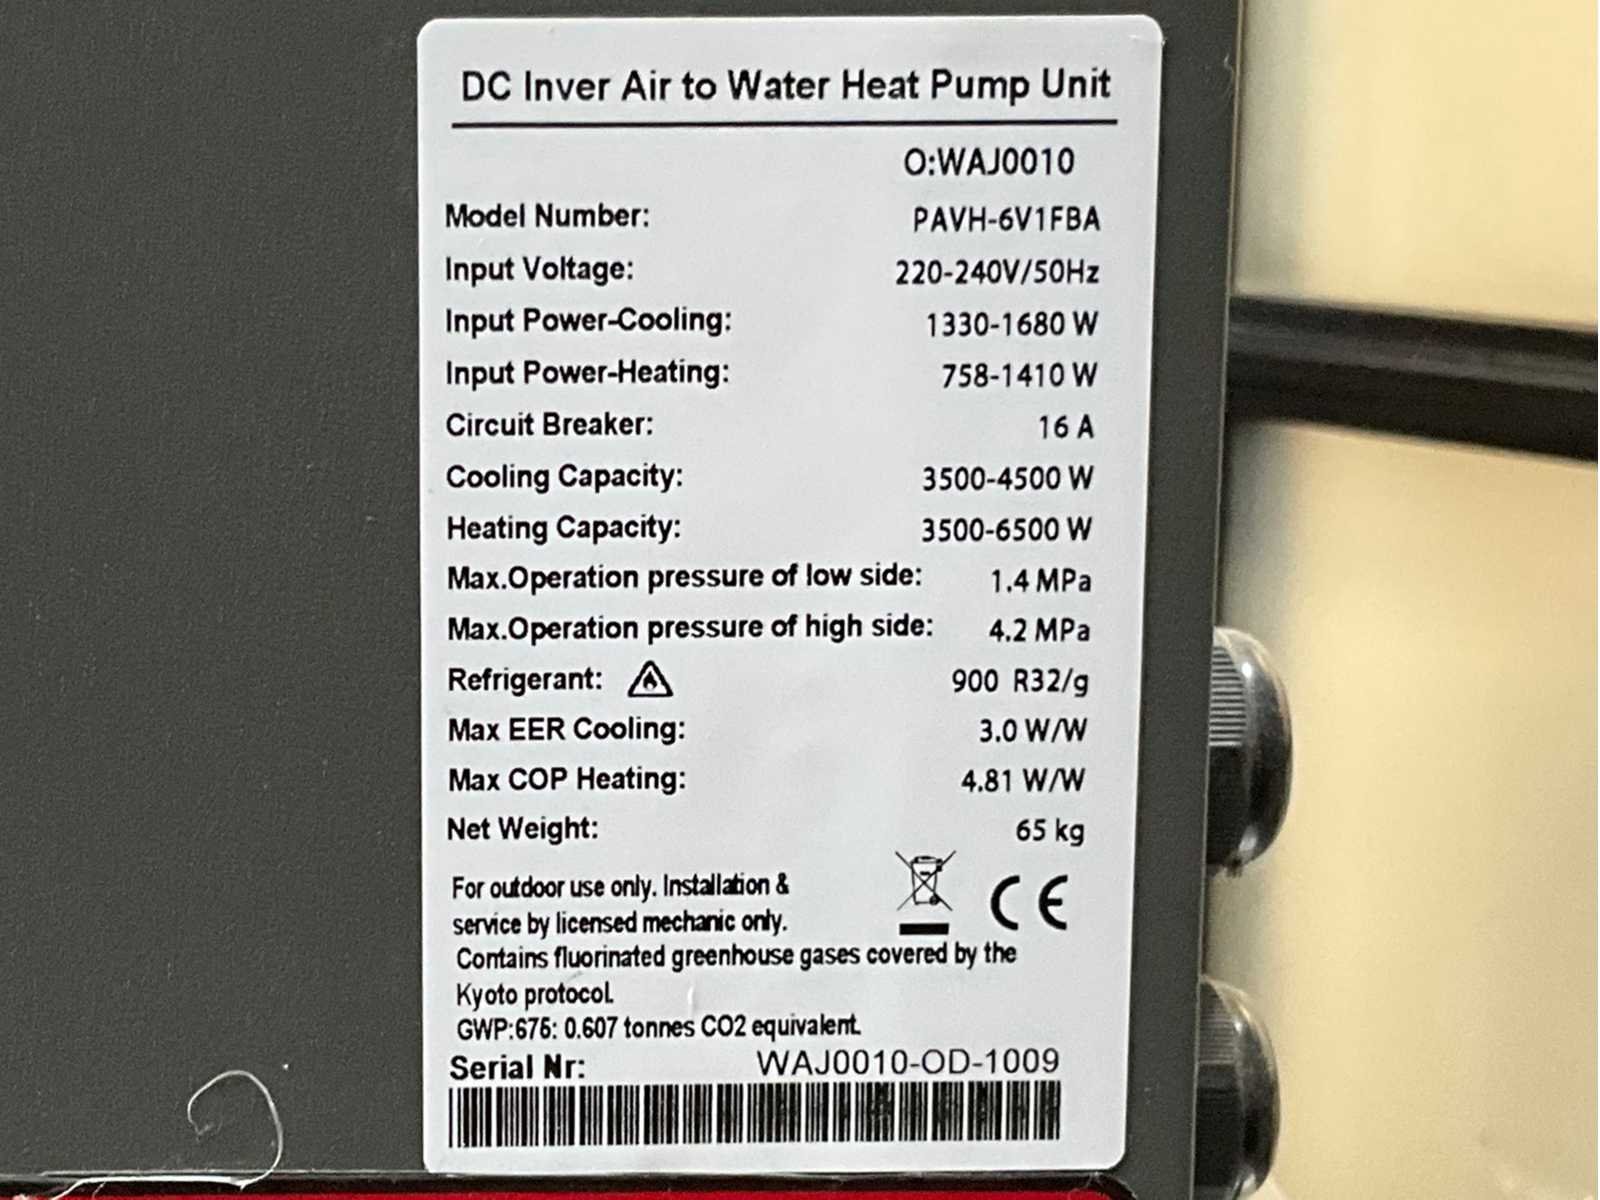 DC Inver Air to Water Heat Pump Unit
O:WAJ0010
Model Number: PAVH-6V1FBA
Input Voltage: 220-240V/50Hz
Input Power-Cooling: 1330-1680 W
Input Power-Heating: 758-1410 W
Circuit Breaker: 16 A
Cooling Capacity: 3500-4500 W
Heating Capacity: 3500-6500 W
Max.Operation pressure of low side: 1.4 MPa
Max.Operation pressure of high side: 4.2 MPa
Refrigerant: 900 R32/g
Max EER Cooling: 3.0 W/W
Max COP Heating: 4.81 W/W
Net Weight: 65 kg
For outdoor use only. Installation &
service by licensed mechanic only.
CE
Contains fluorinated greenhouse gases covered by the
Kyoto protocol.
GWP:675: 0.607 tonnes CO2 equivalent.
Serial Nr: WAJ0010-OD-1009